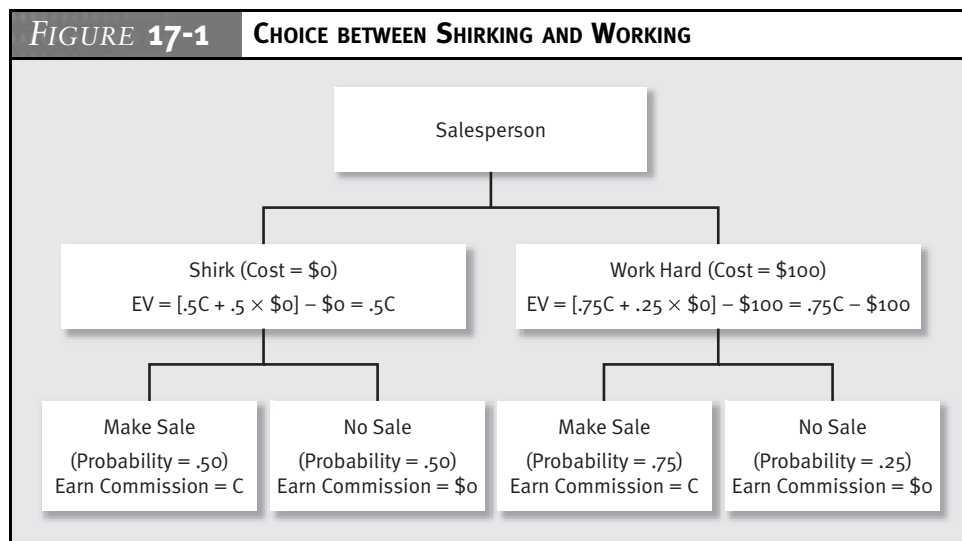 FIGURE 17-1 CHOICE BETWEEN SHIRKING AND WORKING
Salesperson
Shirk (Cost = $0)
EV = [.5C + .5 × $0] – $0 = .5C
Work Hard (Cost = $100)
EV = [.75C + .25 × $0] – $100 = .75C – $100
Make Sale
(Probability = .50)
Earn Commission = C
No Sale
(Probability = .50)
Earn Commission = $0
Make Sale
(Probability = .75)
Earn Commission = C
No Sale
(Probability = .25)
Earn Commission = $0